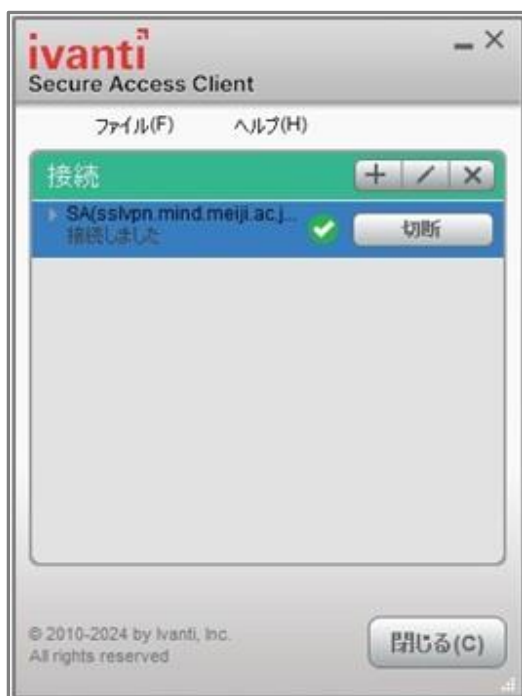 ivanti
Secure Access Client
ファイル(F) ヘルプ(H)
接続
SA(sslvpn.mind.meiji.ac.j...
接続しました
切断
© 2010-2024 by Ivanti, Inc.
All rights reserved
閉じる(C)